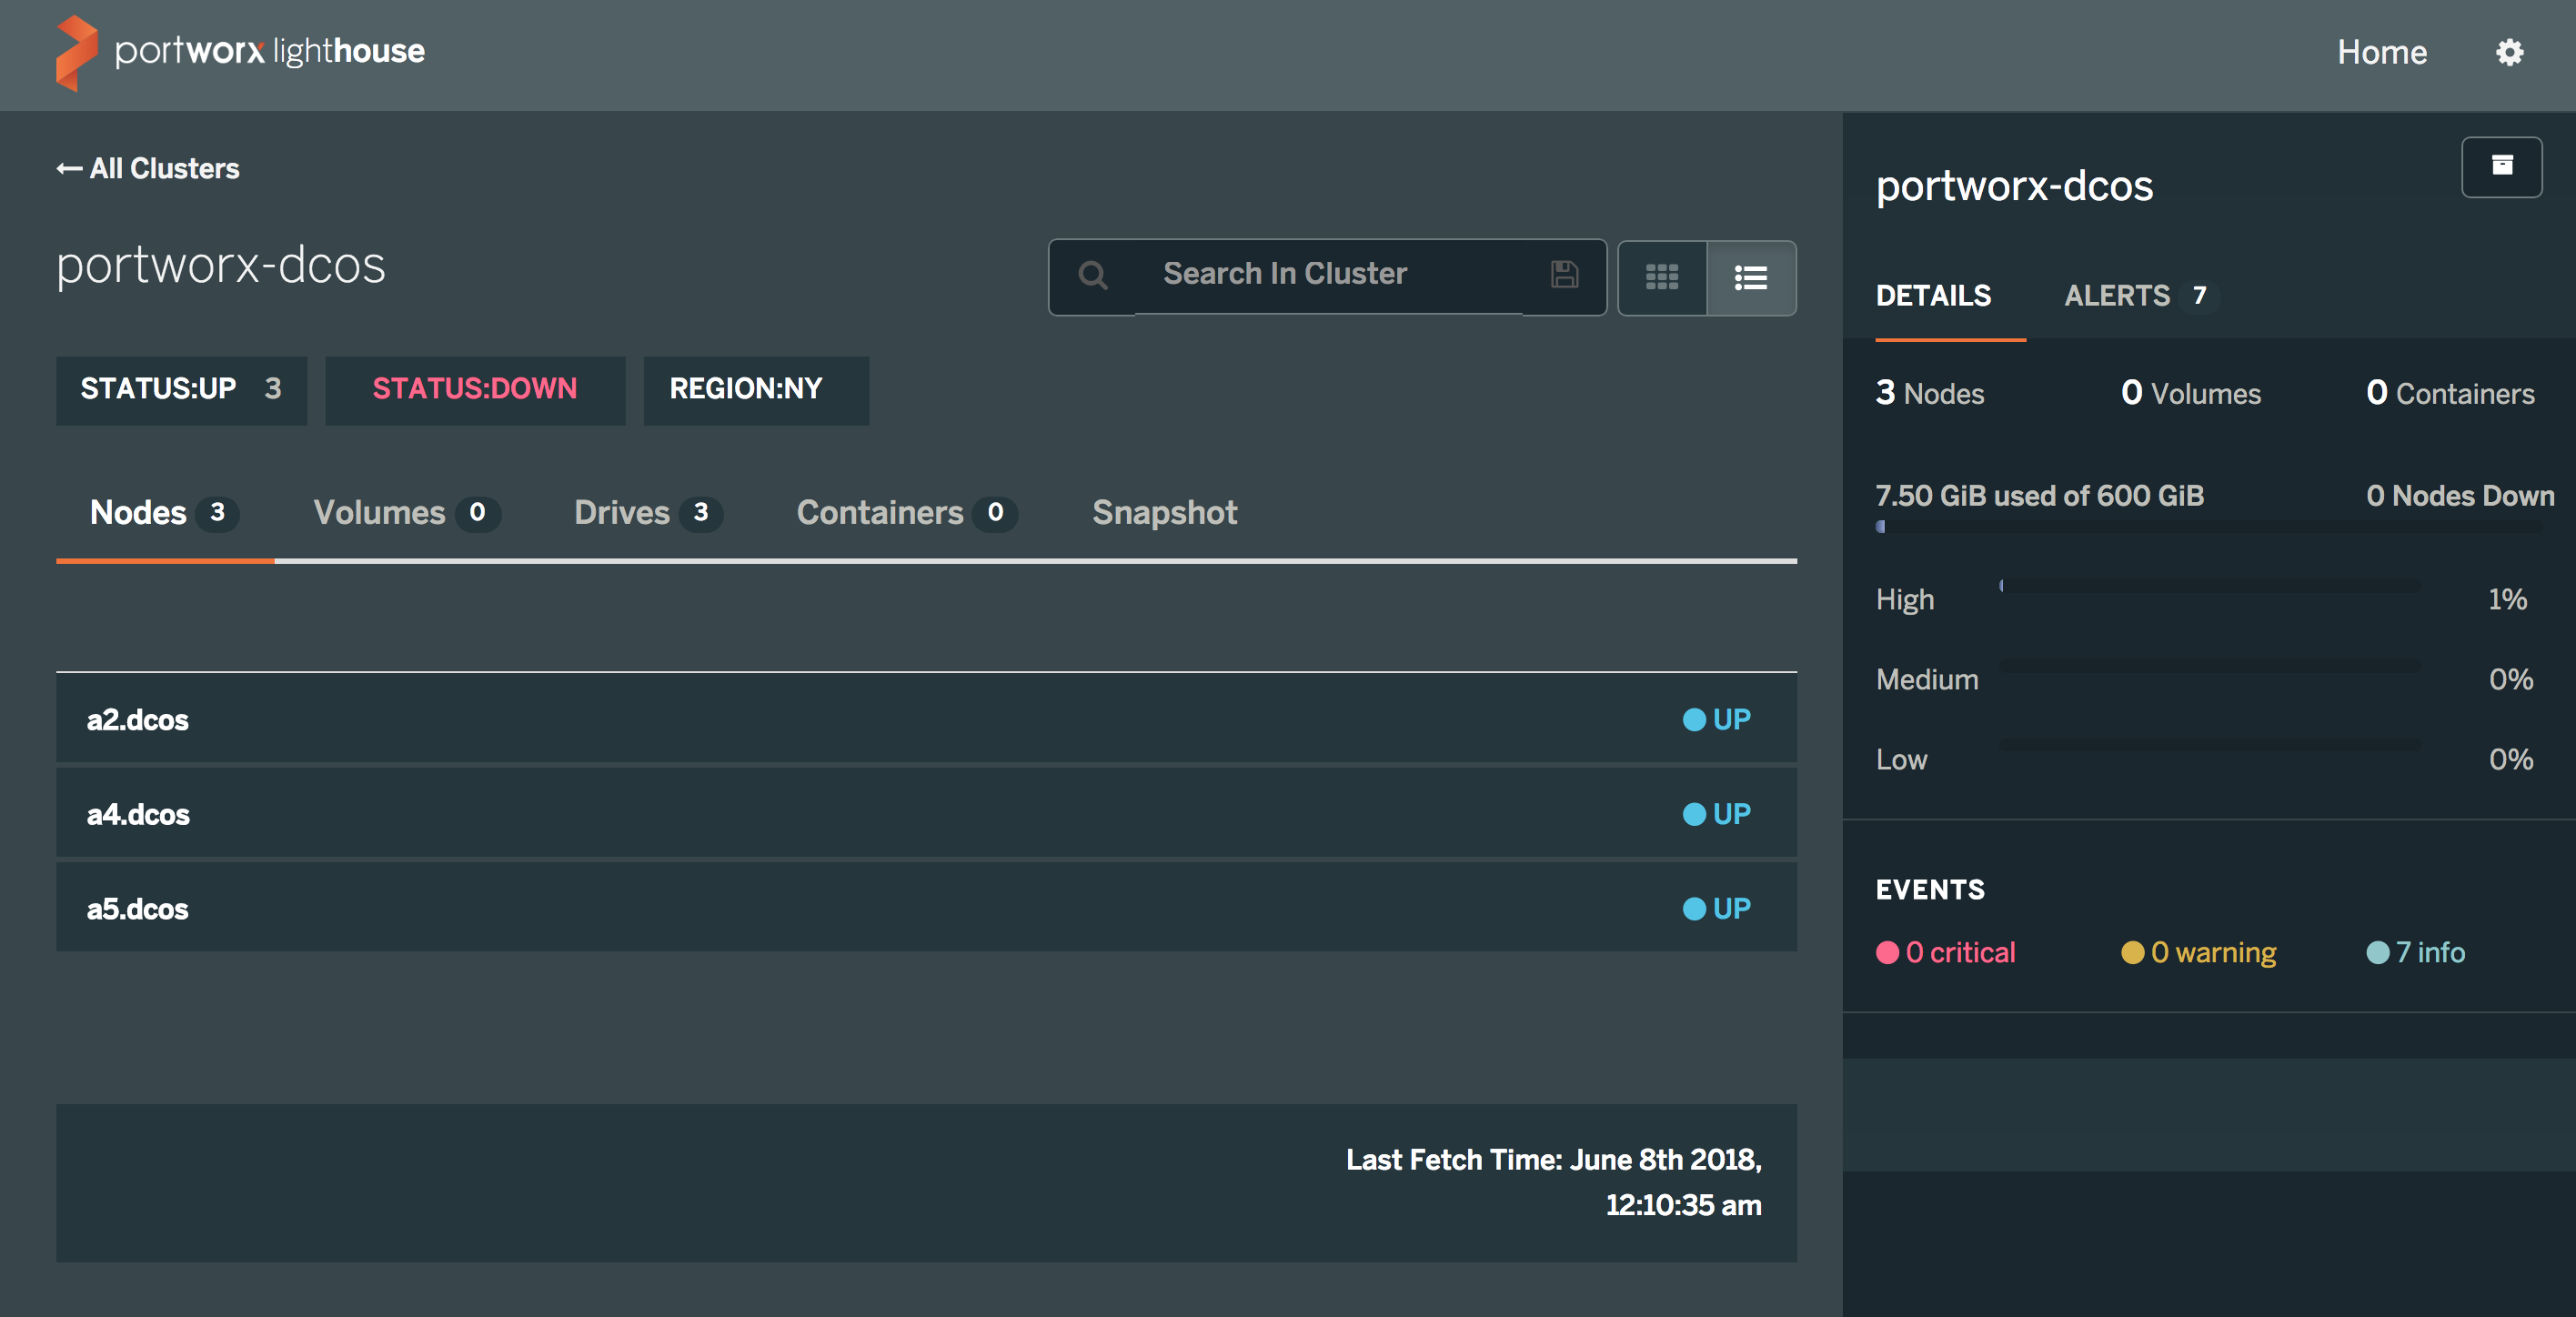 portworx lighthouse
Home
All Clusters
portworx-dcos
Search In Cluster
STATUS:UP 3
STATUS:DOWN
REGION:NY
Nodes 3
Volumes 0
Drives 3
Containers 0
Snapshot
a2.dcos UP
a4.dcos UP
a5.dcos UP
Last Fetch Time: June 8th 2018,
12:10:35 am
portworx-dcos
DETAILS
ALERTS 7
3 Nodes
0 Volumes
0 Containers
7.50 GiB used of 600 GiB
0 Nodes Down
High 1%
Medium 0%
Low 0%
EVENTS
0 critical
0 warning
7 info